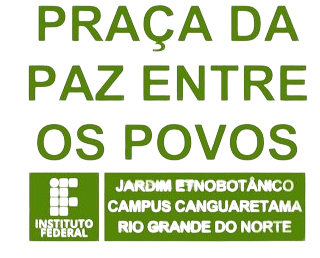 PRAÇA DA
PAZ ENTRE
OS POVOS
INSTITUTO
FEDERAL
JARDIM ETNOBOTÂNICO
CAMPUS CANGUARETAMA
RIO GRANDE DO NORTE